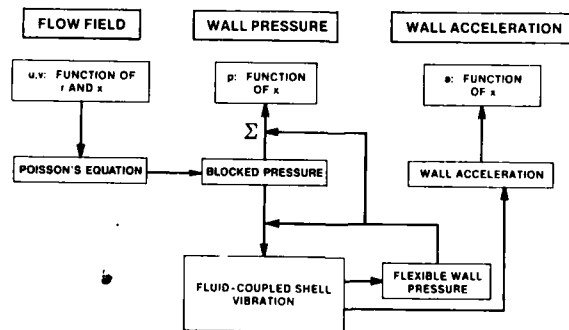 FLOW FIELD
WALL PRESSURE
WALL ACCELERATION
u,v: FUNCTION OF
r AND x
p: FUNCTION
OF x
a: FUNCTION
OF x
Σ
POISSON'S EQUATION
BLOCKED PRESSURE
WALL ACCELERATION
FLUID-COUPLED SHELL
VIBRATION
FLEXIBLE WALL
PRESSURE